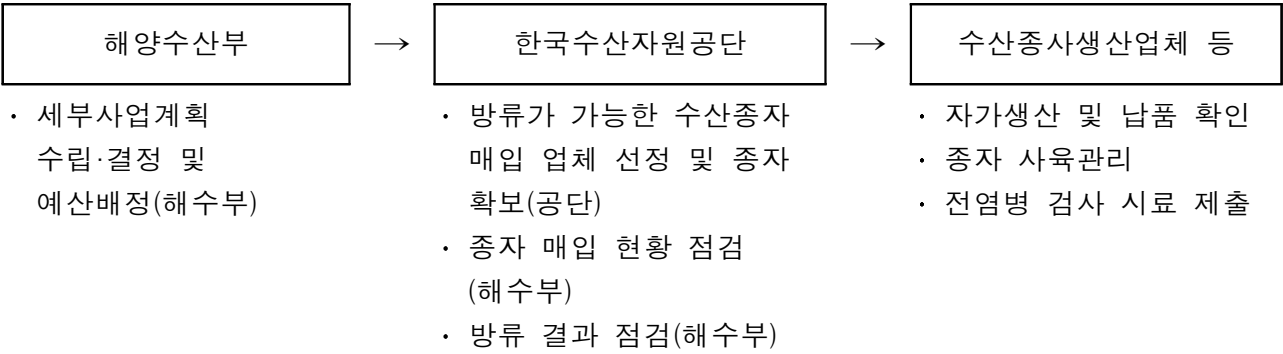 해양수산부 → 한국수산자원공단 → 수산종사생산업체 등
· 세부사업계획
수립·결정 및
예산배정(해수부)
· 방류가 가능한 수산종자
매입 업체 선정 및 종자
확보(공단)
· 종자 매입 현황 점검
(해수부)
· 방류 결과 점검(해수부)
· 자가생산 및 납품 확인
· 종자 사육관리
· 전염병 검사 시료 제출